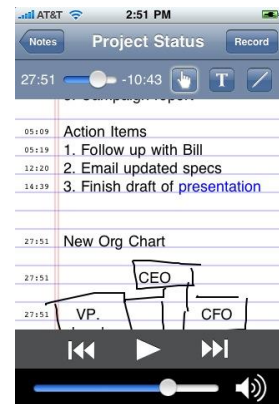 AT&T 2:51 PM
Notes Project Status Record
27:51 -10:43 T
05:09 Action Items
05:19 1. Follow up with Bill
12:20 2. Email updated specs
14:39 3. Finish draft of presentation
27:51 New Org Chart
27:51 CEO
27:51 VP. CFO